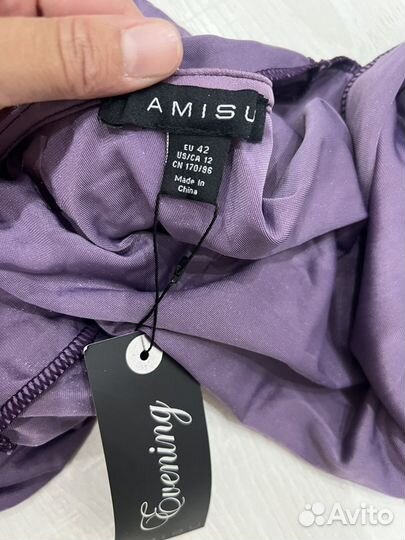 AMISU
EU 42
US/CA 12
CN 170/96
Made in
China
Evening
Avito